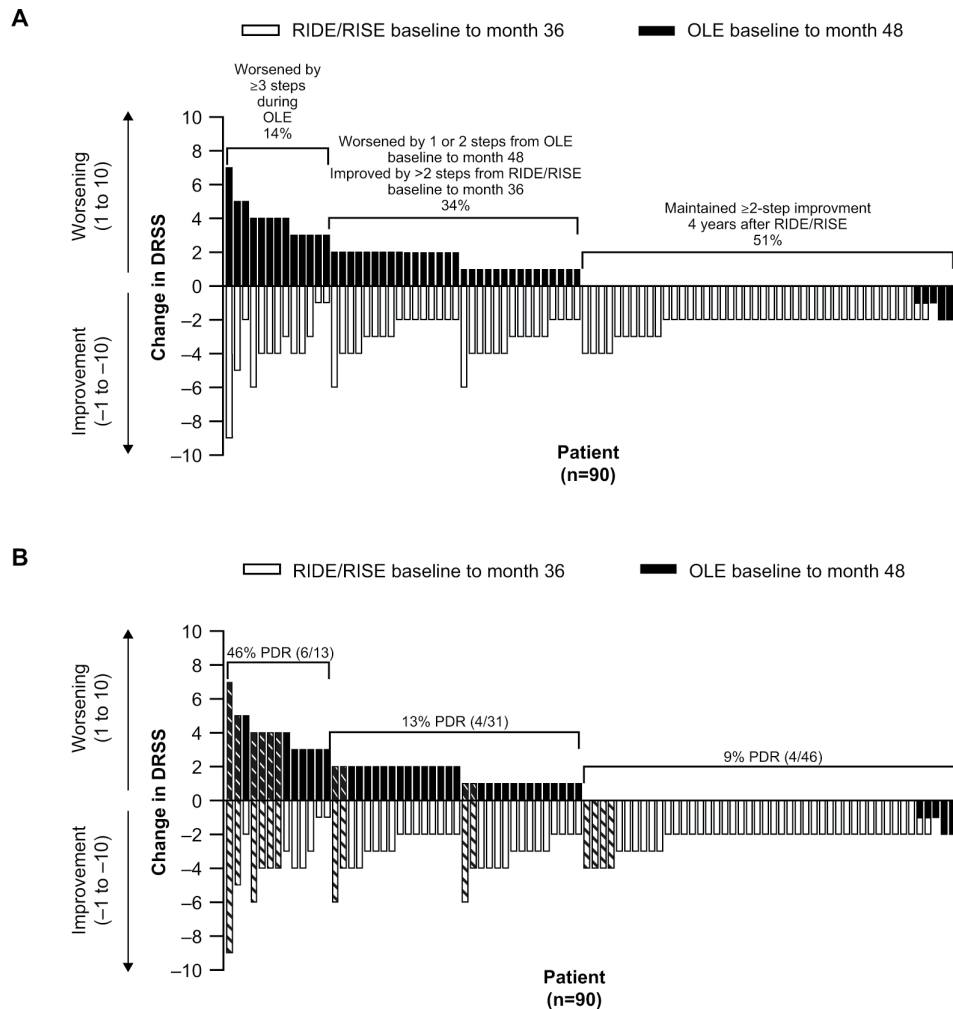 A
RIDE/RISE baseline to month 36
OLE baseline to month 48
Worsened by
≥3 steps
during
OLE
14%
Worsened by 1 or 2 steps from OLE
baseline to month 48
Improved by >2 steps from RIDE/RISE
baseline to month 36
34%
Maintained ≥2-step improvment
4 years after RIDE/RISE
51%
Worsening
(1 to 10)
Improvement
(–1 to –10)
Change in DRSS
10
8
6
4
2
0
–2
–4
–6
–8
–10
Patient
(n=90)
B
RIDE/RISE baseline to month 36
OLE baseline to month 48
46% PDR (6/13)
13% PDR (4/31)
9% PDR (4/46)
Worsening
(1 to 10)
Improvement
(–1 to –10)
Change in DRSS
10
8
6
4
2
0
–2
–4
–6
–8
–10
Patient
(n=90)